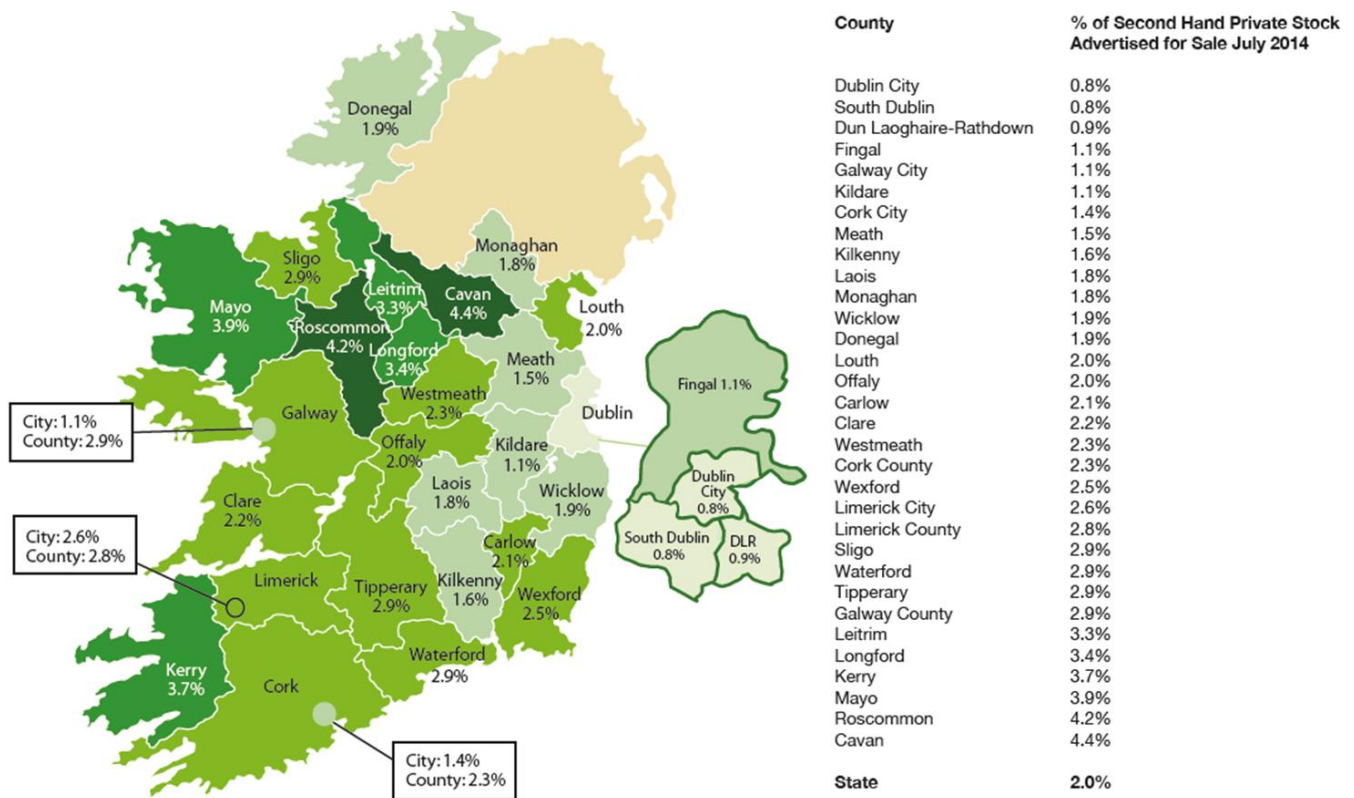 Donegal
1.9%
Monaghan
1.8%
Sligo
2.9%
Leitrim
3.3%
Cavan
4.4%
Louth
2.0%
Mayo
3.9%
Roscommon
4.2%
Longford
3.4%
Meath
1.5%
Westmeath
2.3%
Dublin
Galway
City: 1.1%
County: 2.9%
Offaly
2.0%
Kildare
1.1%
Laois
1.8%
Wicklow
1.9%
Clare
2.2%
City: 2.6%
County: 2.8%
Limerick
Tipperary
2.9%
Carlow
2.1%
Kilkenny
1.6%
Wexford
2.5%
Waterford
2.9%
Kerry
3.7%
Cork
City: 1.4%
County: 2.3%
Fingal 1.1%
Dublin
City
0.8%
South Dublin
0.8%
DLR
0.9%
County % of Second Hand Private Stock
Advertised for Sale July 2014
Dublin City 0.8%
South Dublin 0.8%
Dun Laoghaire-Rathdown 0.9%
Fingal 1.1%
Galway City 1.1%
Kildare 1.1%
Cork City 1.4%
Meath 1.5%
Kilkenny 1.6%
Laois 1.8%
Monaghan 1.8%
Wicklow 1.9%
Donegal 1.9%
Louth 2.0%
Offaly 2.0%
Carlow 2.1%
Clare 2.2%
Westmeath 2.3%
Cork County 2.3%
Wexford 2.5%
Limerick City 2.6%
Limerick County 2.8%
Sligo 2.9%
Waterford 2.9%
Tipperary 2.9%
Galway County 2.9%
Leitrim 3.3%
Longford 3.4%
Kerry 3.7%
Mayo 3.9%
Roscommon 4.2%
Cavan 4.4%
State 2.0%